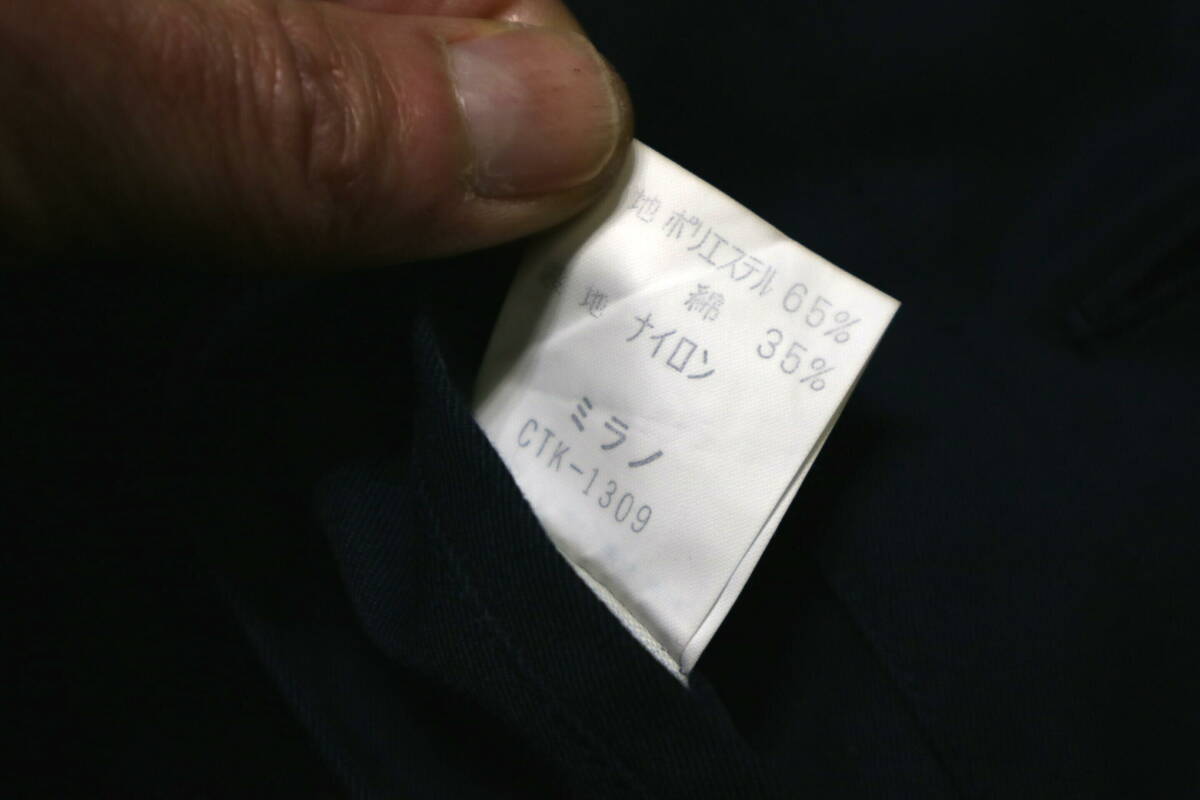 地 ポリエステル 65%
綿 35%
地 ナイロン
ミラノ
CTK-1309